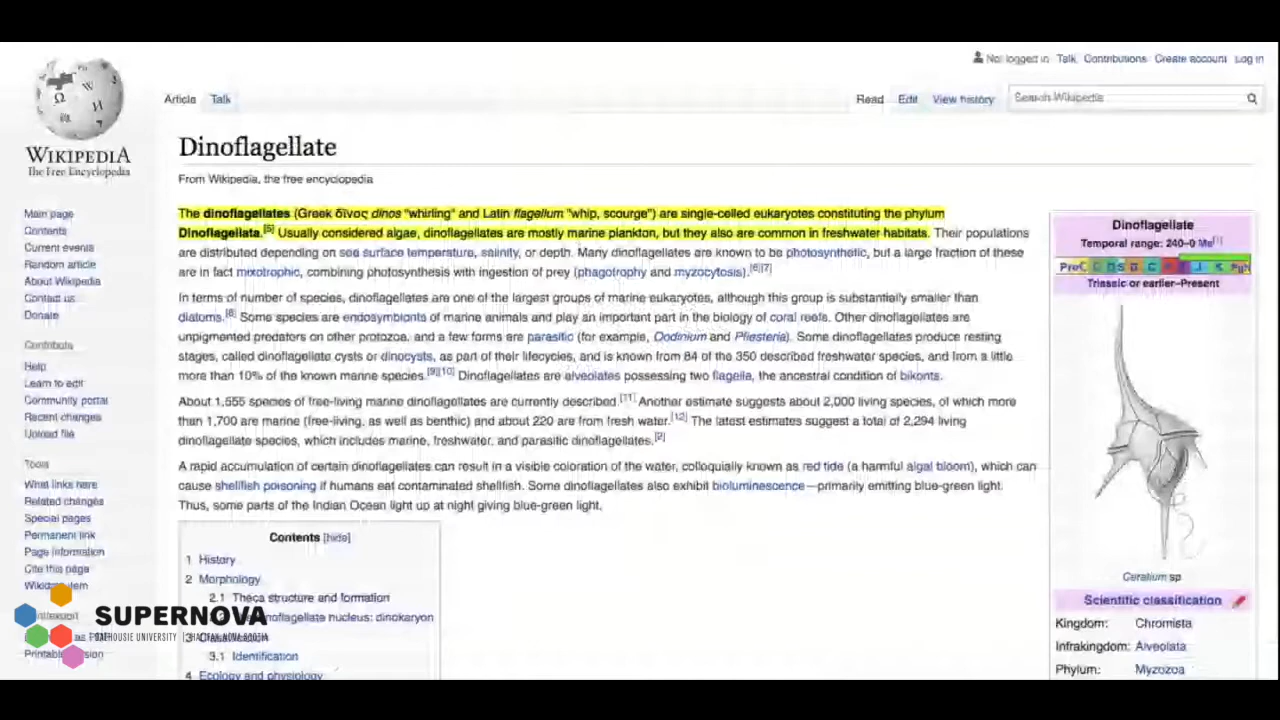 Not logged in Talk Contributions Create account Log in
Article Talk
Read Edit View history Search Wikipedia
WIKIPEDIA
The Free Encyclopedia
Dinoflagellate
From Wikipedia, the free encyclopedia
Main page
Contents
Current events
Random article
About Wikipedia
Contact us
Donate
Contribute
Help
Learn to edit
Community portal
Recent changes
Upload file
Tools
What links here
Related changes
Special pages
Permanent link
Page information
Cite this page
The dinoflagellates (Greek δῖνος dinos "whirling" and Latin flagellum "whip, scourge") are single-celled eukaryotes constituting the phylum
Dinoflagellata.[5] Usually considered algae, dinoflagellates are mostly marine plankton, but they also are common in freshwater habitats. Their populations
are distributed depending on sea surface temperature, salinity, or depth. Many dinoflagellates are known to be photosynthetic, but a large fraction of these
are in fact mixotrophic, combining photosynthesis with ingestion of prey (phagotrophy and myzocytosis).[6][7]
In terms of number of species, dinoflagellates are one of the largest groups of marine eukaryotes, although this group is substantially smaller than
diatoms.[8] Some species are endosymbionts of marine animals and play an important part in the biology of coral reefs. Other dinoflagellates are
unpigmented predators on other protozoa, and a few forms are parasitic (for example, Oodinium and Pfiesteria). Some dinoflagellates produce resting
stages, called dinoflagellate cysts or dinocysts, as part of their lifecycles, and is known from 84 of the 350 described freshwater species, and from a little
more than 10% of the known marine species.[9][10] Dinoflagellates are alveolates possessing two flagella, the ancestral condition of bikonts.
About 1,555 species of free-living marine dinoflagellates are currently described.[11] Another estimate suggests about 2,000 living species, of which more
than 1,700 are marine (free-living, as well as benthic) and about 220 are from fresh water.[12] The latest estimates suggest a total of 2,294 living
dinoflagellate species, which includes marine, freshwater, and parasitic dinoflagellates.[2]
A rapid accumulation of certain dinoflagellates can result in a visible coloration of the water, colloquially known as red tide (a harmful algal bloom), which can
cause shellfish poisoning if humans eat contaminated shellfish. Some dinoflagellates also exhibit bioluminescence—primarily emitting blue-green light.
Thus, some parts of the Indian Ocean light up at night giving blue-green light.
Contents [hide]
1 History
2 Morphology
2.1 Theca structure and formation
dinoflagellate nucleus: dinokaryon
3
3.1 Identification
4 Ecology and physiology
Dinoflagellate
Temporal range: 240–0 Ma[1]
PreЄ Є O S D C P T J K PgN
Triassic or earlier–Present
Ceratium sp
Scientific classification
Kingdom: Chromista
Infrakingdom: Alveolata
Phylum: Myzozoa
SUPERNOVA
DALHOUSIE UNIVERSITY | HALIFAX, NOVA SCOTIA